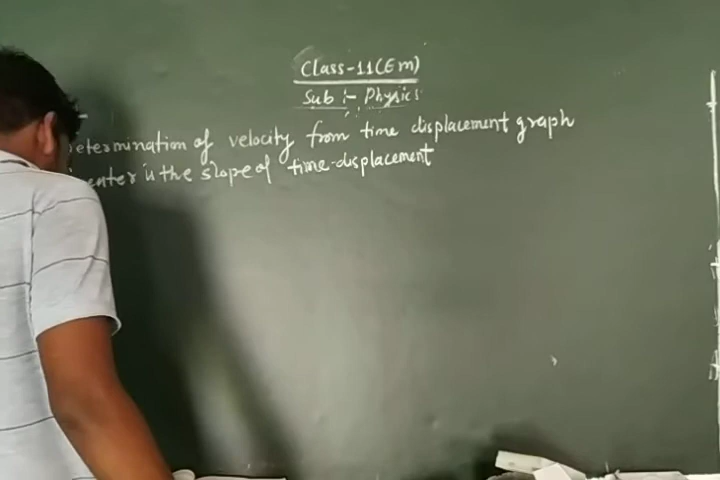 Class-11(Em)
Sub :- Physics
etermination of velocity from time displacement graph
enter is the slope of time-displacement